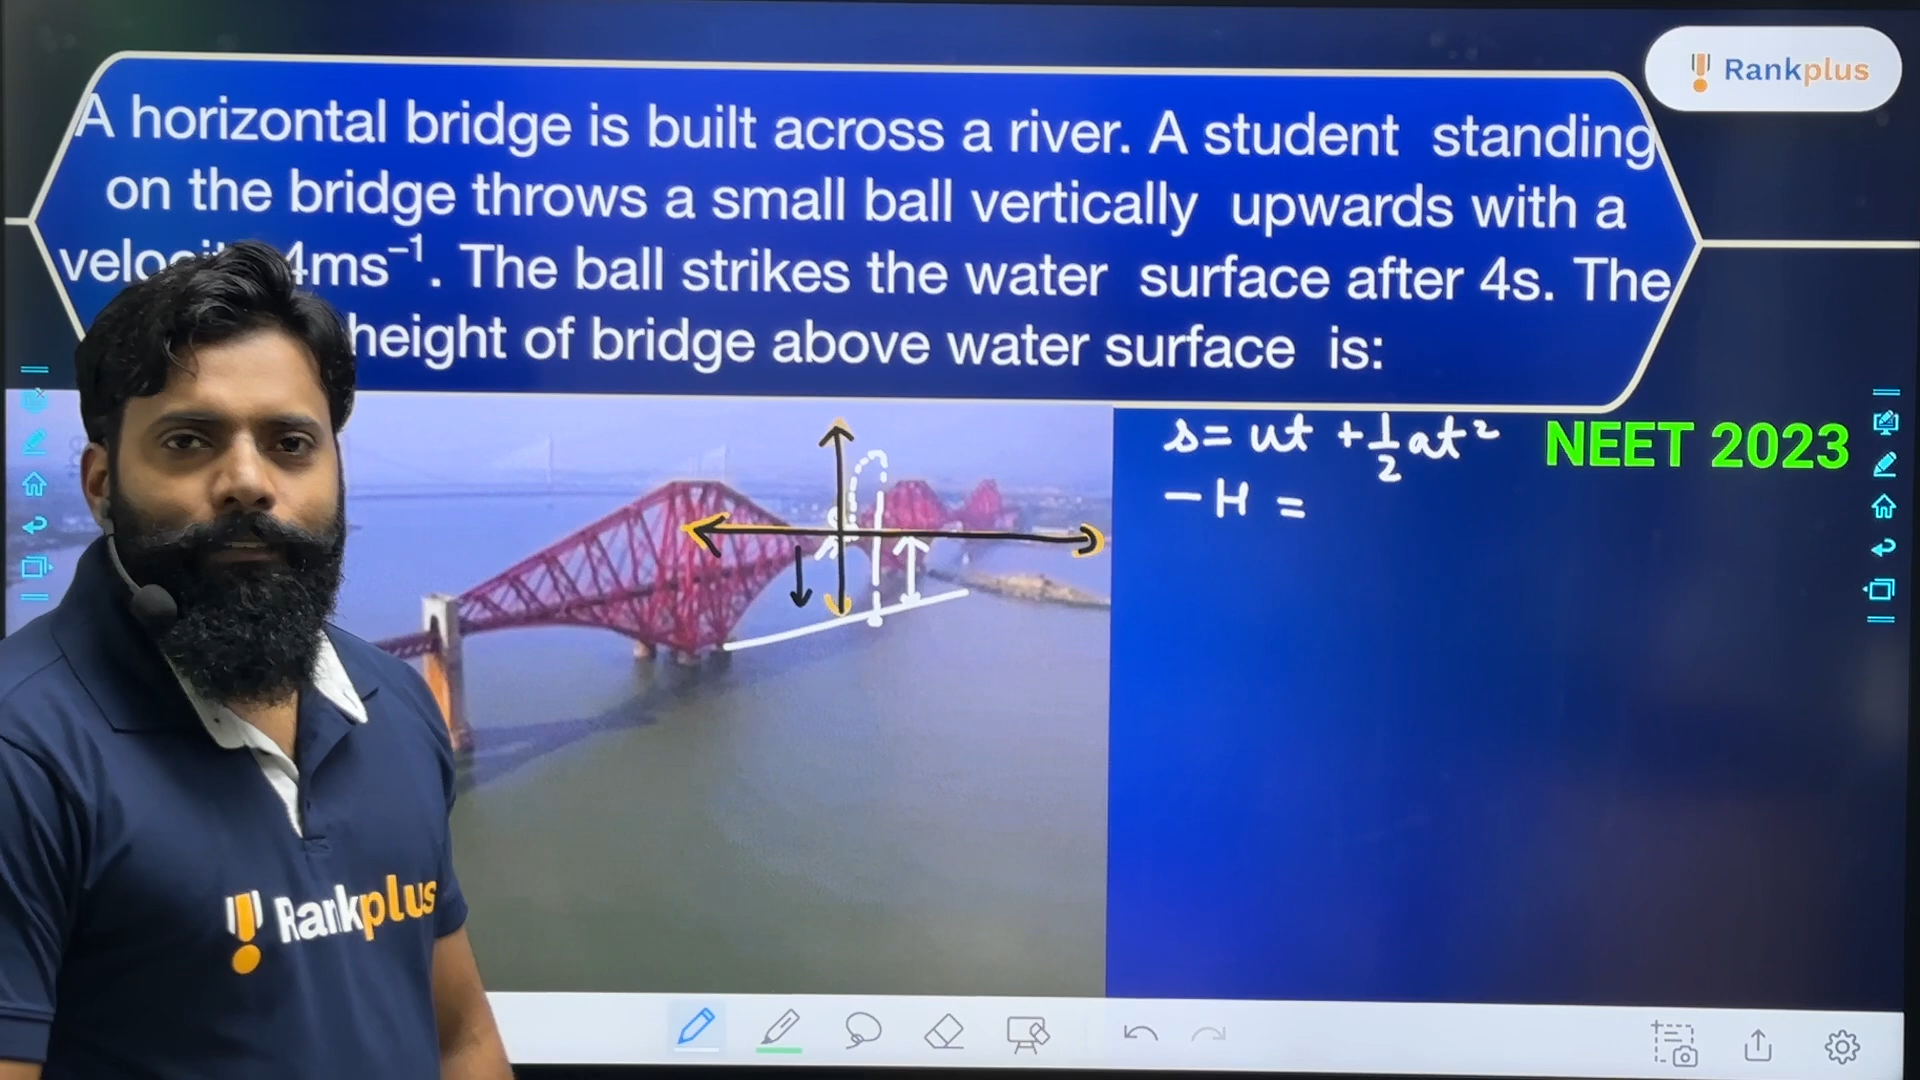 Rankplus
A horizontal bridge is built across a river. A student standing
on the bridge throws a small ball vertically upwards with a
4ms⁻¹. The ball strikes the water surface after 4s. The
height of bridge above water surface is:
s = ut + 1/2 at²
NEET 2023
– H =
Rankplus